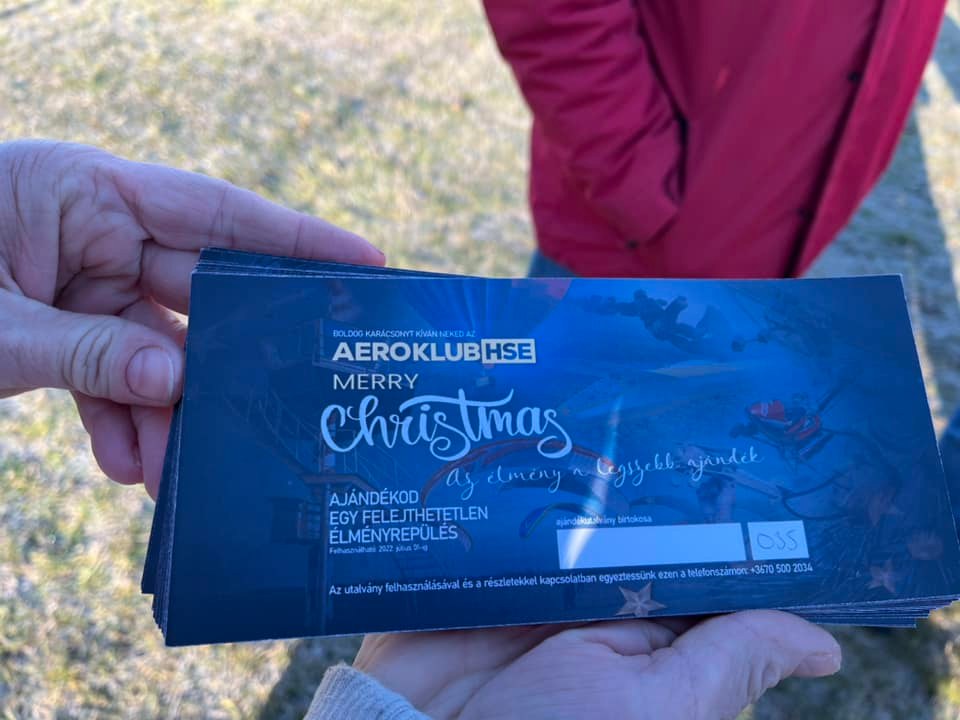 BOLDOG KARÁCSONYT KÍVÁN NEKED AZ
AEROKLUB HSE
MERRY
Christmas
Az élmény a legszebb ajándék
AJÁNDÉKOD
EGY FELEJTHETETLEN
ÉLMÉNYREPÜLÉS
Felhasználható: 2022. július 01-ig
ajándékutalvány birtokosa
055
Az utalvány felhasználásával és a részletekkel kapcsolatban egyeztessünk ezen a telefonszámon: +3670 500 2034